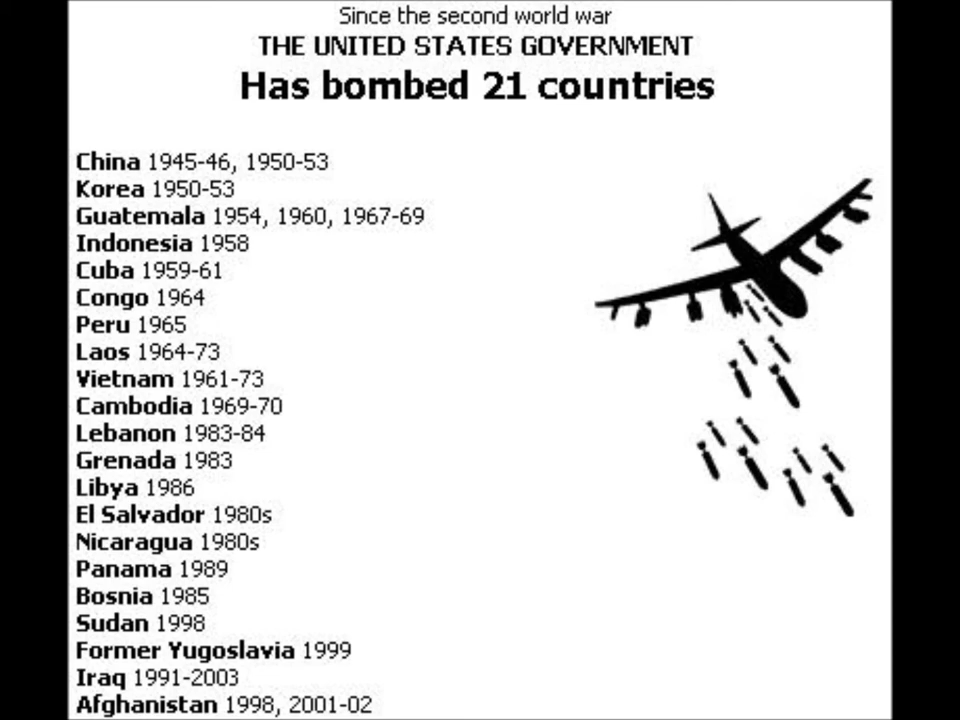 Since the second world war
THE UNITED STATES GOVERNMENT
Has bombed 21 countries
China 1945-46, 1950-53
Korea 1950-53
Guatemala 1954, 1960, 1967-69
Indonesia 1958
Cuba 1959-61
Congo 1964
Peru 1965
Laos 1964-73
Vietnam 1961-73
Cambodia 1969-70
Lebanon 1983-84
Grenada 1983
Libya 1986
El Salvador 1980s
Nicaragua 1980s
Panama 1989
Bosnia 1985
Sudan 1998
Former Yugoslavia 1999
Iraq 1991-2003
Afghanistan 1998, 2001-02